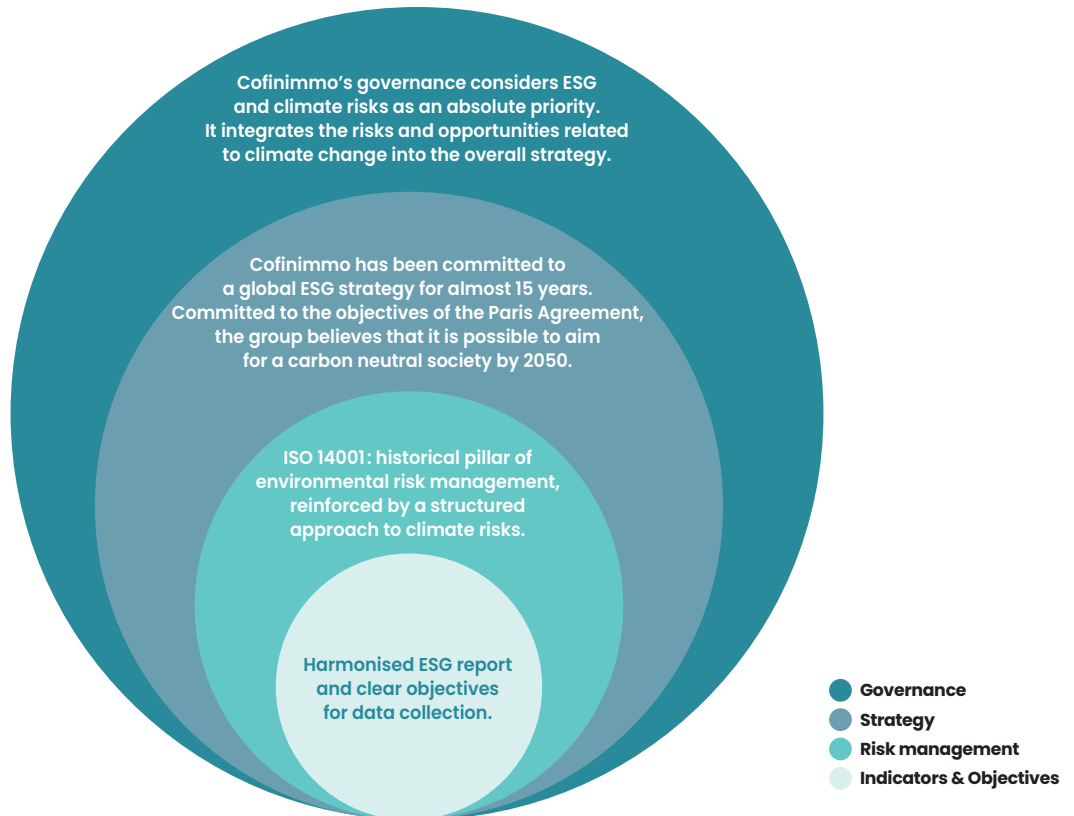 Cofinimmo’s governance considers ESG
and climate risks as an absolute priority.
It integrates the risks and opportunities related
to climate change into the overall strategy.
Cofinimmo has been committed to
a global ESG strategy for almost 15 years.
Committed to the objectives of the Paris Agreement,
the group believes that it is possible to aim
for a carbon neutral society by 2050.
ISO 14001: historical pillar of
environmental risk management,
reinforced by a structured
approach to climate risks.
Harmonised ESG report
and clear objectives
for data collection.
Governance
Strategy
Risk management
Indicators & Objectives